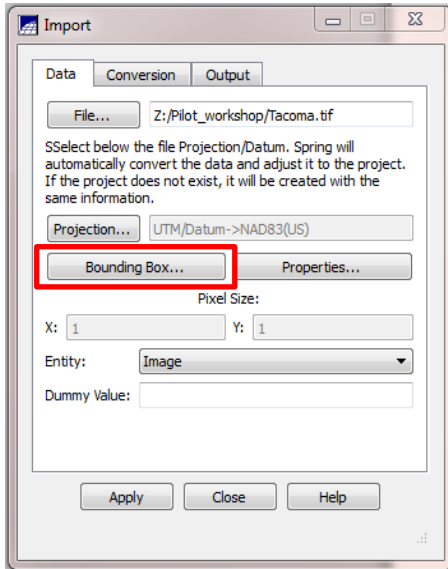 Import
Data Conversion Output
File... Z:/Pilot_workshop/Tacoma.tif
SSelect below the file Projection/Datum. Spring will
automatically convert the data and adjust it to the project.
If the project does not exist, it will be created with the
same information.
Projection... UTM/Datum->NAD83(US)
Bounding Box... Properties...
Pixel Size:
X: 1 Y: 1
Entity: Image
Dummy Value:
Apply Close Help